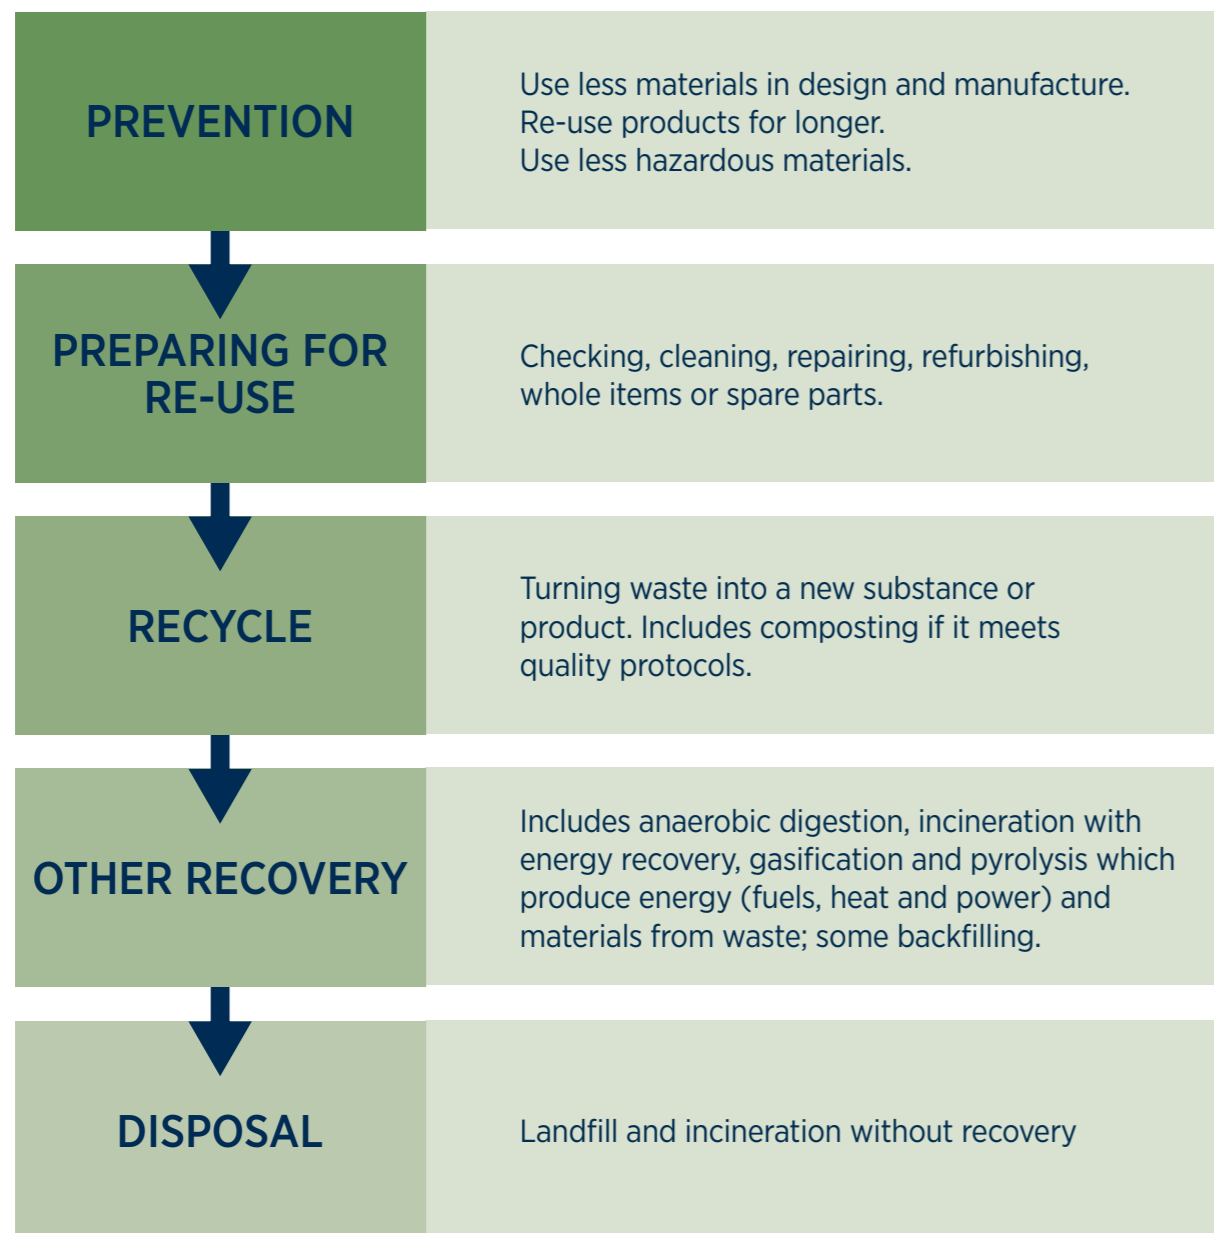 PREVENTION
Use less materials in design and manufacture.
Re-use products for longer.
Use less hazardous materials.
PREPARING FOR
RE-USE
Checking, cleaning, repairing, refurbishing,
whole items or spare parts.
RECYCLE
Turning waste into a new substance or
product. Includes composting if it meets
quality protocols.
OTHER RECOVERY
Includes anaerobic digestion, incineration with
energy recovery, gasification and pyrolysis which
produce energy (fuels, heat and power) and
materials from waste; some backfilling.
DISPOSAL
Landfill and incineration without recovery